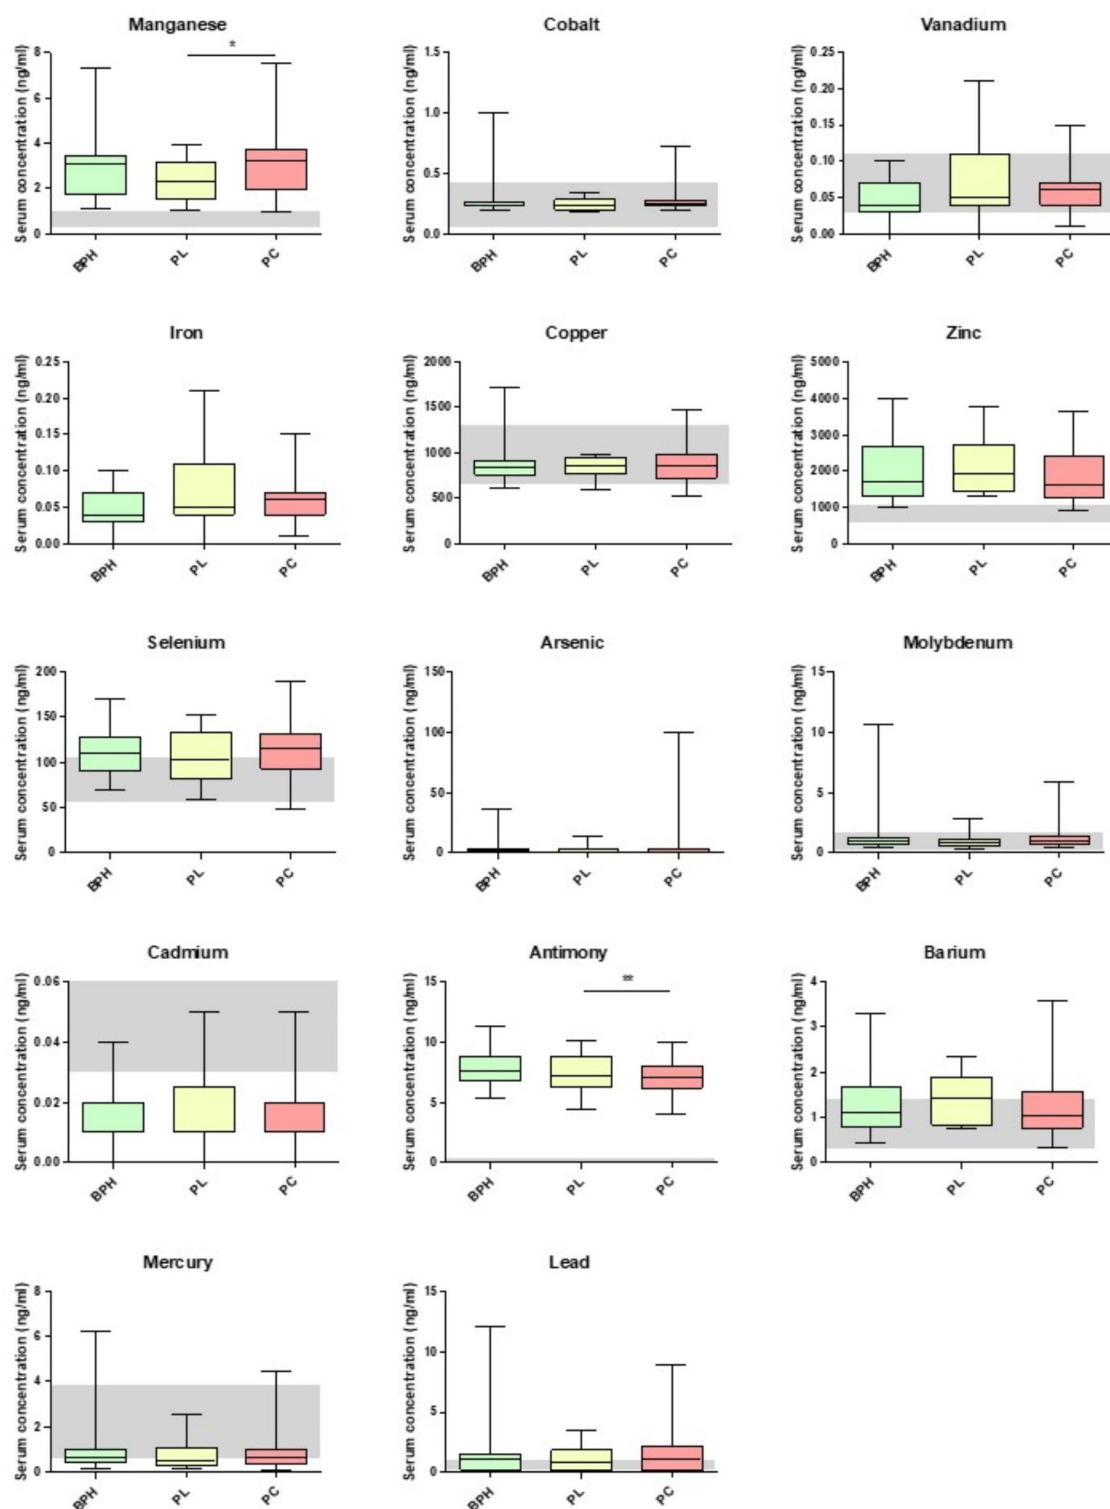 Manganese
Serum concentration (ng/ml)
8
6
4
2
0
*
BPH
PL
PC
Cobalt
Serum concentration (ng/ml)
1.5
1.0
0.5
0.0
BPH
PL
PC
Vanadium
Serum concentration (ng/ml)
0.25
0.20
0.15
0.10
0.05
0.00
BPH
PL
PC
Iron
Serum concentration (ng/ml)
0.25
0.20
0.15
0.10
0.05
0.00
BPH
PL
PC
Copper
Serum concentration (ng/ml)
2000
1500
1000
500
0
BPH
PL
PC
Zinc
Serum concentration (ng/ml)
5000
4000
3000
2000
1000
0
BPH
PL
PC
Selenium
Serum concentration (ng/ml)
200
150
100
50
0
BPH
PL
PC
Arsenic
Serum concentration (ng/ml)
150
100
50
0
BPH
PL
PC
Molybdenum
Serum concentration (ng/ml)
15
10
5
0
BPH
PL
PC
Cadmium
Serum concentration (ng/ml)
0.06
0.04
0.02
0.00
BPH
PL
PC
Antimony
Serum concentration (ng/ml)
15
10
5
0
**
BPH
PL
PC
Barium
Serum concentration (ng/ml)
4
3
2
1
0
BPH
PL
PC
Mercury
Serum concentration (ng/ml)
8
6
4
2
0
BPH
PL
PC
Lead
Serum concentration (ng/ml)
15
10
5
0
BPH
PL
PC